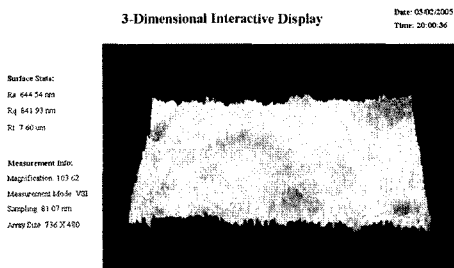 3-Dimensional Interactive Display
Date: 03/02/2005
Time: 20:00:36
Surface Stats:
Ra: 644.54 nm
Rq: 841.93 nm
Rt: 7.60 um
Measurement Info:
Magnification: 103.62
Measurement Mode: VSI
Sampling: 81.07 nm
Array Size: 736 X 480